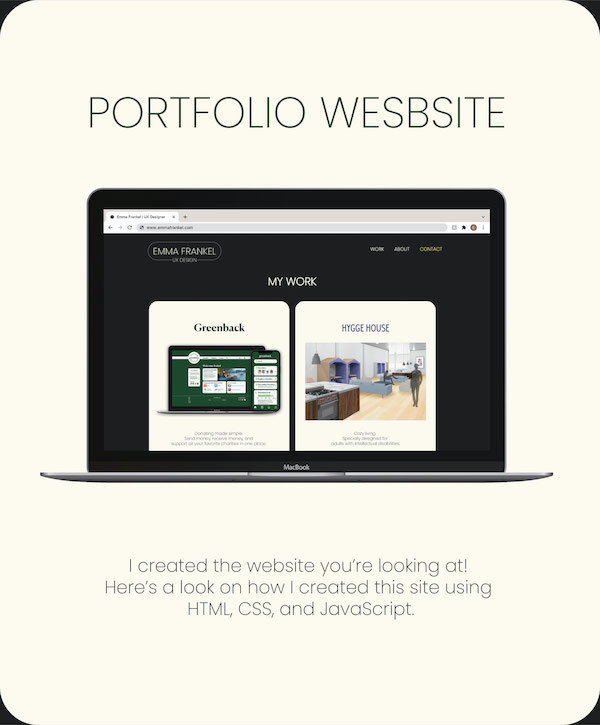 PORTFOLIO WESBSITE
Emma Frankel | UX Designer
www.emmafrankel.com
EMMA FRANKEL
UX DESIGN
WORK ABOUT CONTACT
MY WORK
Greenback
Donating made simple.
Send money, receive money, and
support all your favorite charities in one place.
HYGGE HOUSE
Cozy living.
Specially designed for
adults with intellectual disabilities.
MacBook
I created the website you’re looking at!
Here’s a look on how I created this site using
HTML, CSS, and JavaScript.